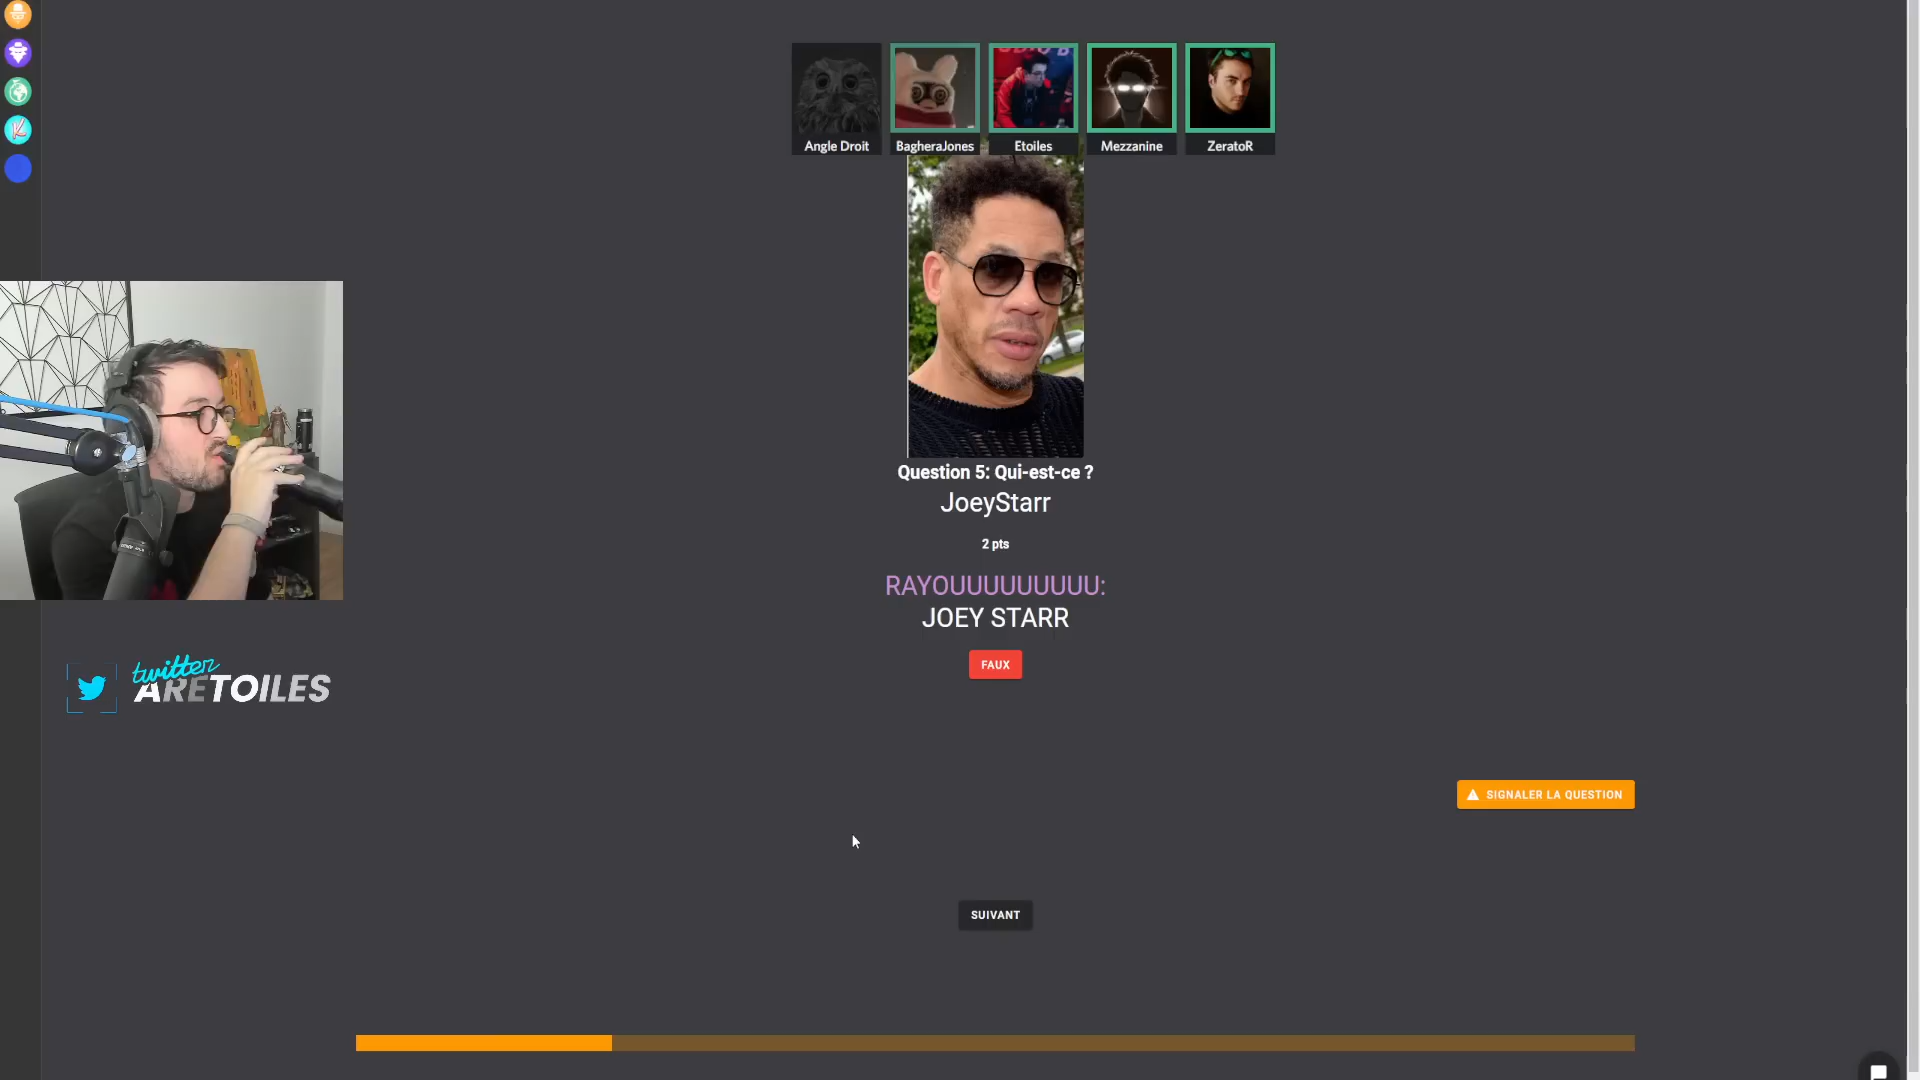 Angle Droit
BagheraJones
Etoiles
Mezzanine
ZeratoR
Question 5: Qui-est-ce ?
JoeyStarr
2 pts
RAYOUUUUUUUUU:
JOEY STARR
FAUX
twitter
ARETOILES
SIGNALER LA QUESTION
SUIVANT